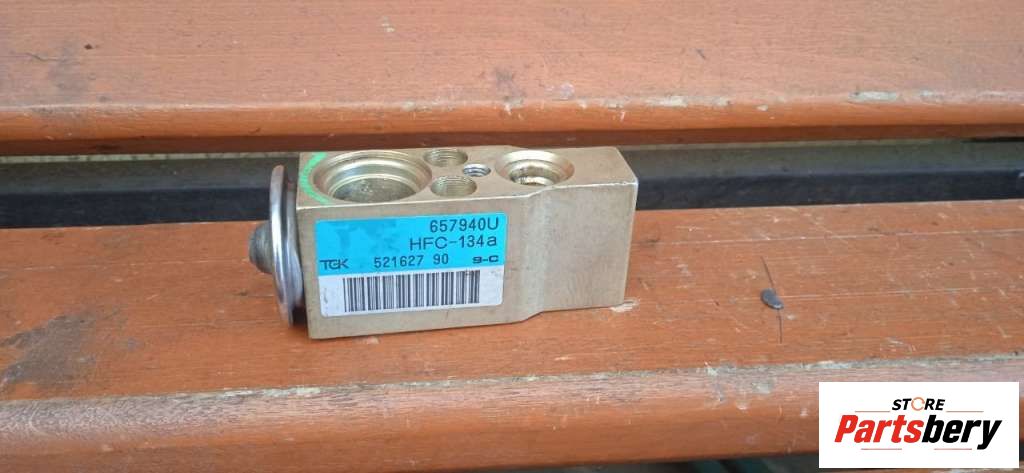 657940U
HFC-134a
TGK 521627 90 9-C
STORE
Partsbery